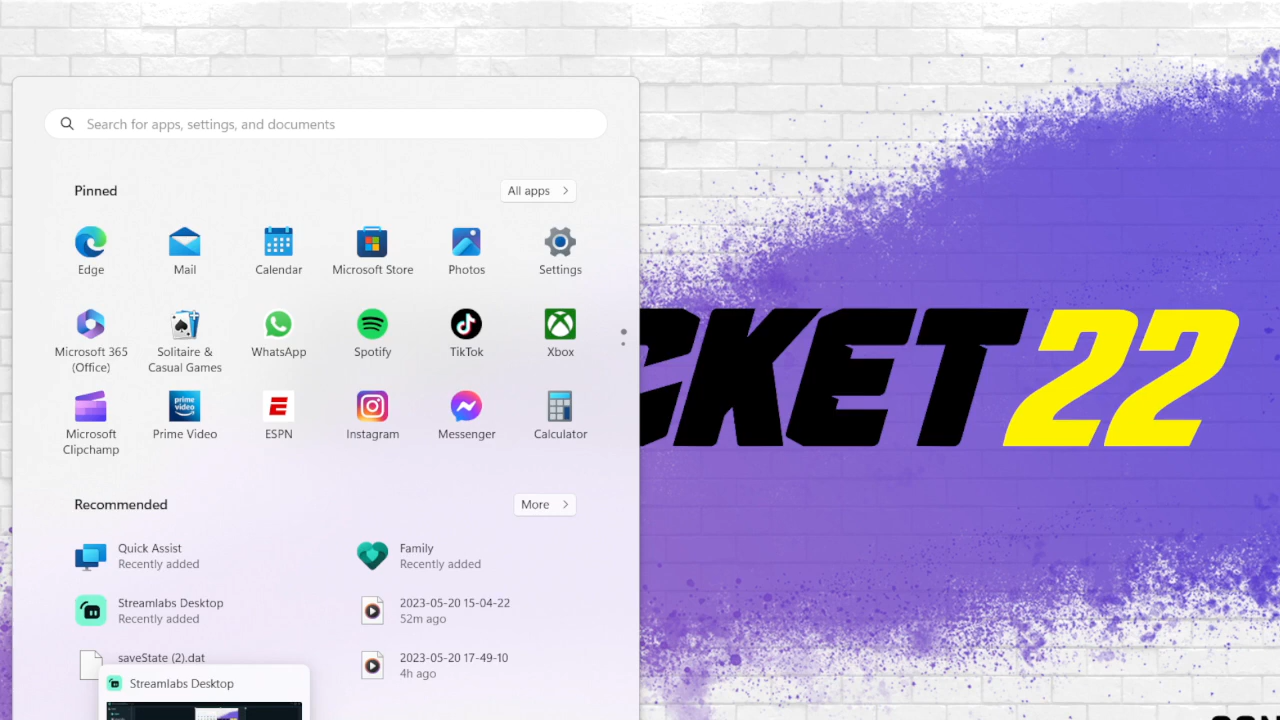 Search for apps, settings, and documents
Pinned
All apps
Edge
Mail
Calendar
Microsoft Store
Photos
Settings
Microsoft 365
(Office)
Solitaire &
Casual Games
WhatsApp
Spotify
TikTok
Xbox
prime
video
Microsoft
Clipchamp
Prime Video
ESPN
Instagram
Messenger
Calculator
CKET22
Recommended
More
Quick Assist
Recently added
Family
Recently added
Streamlabs Desktop
Recently added
2023-05-20 15-04-22
52m ago
saveState (2).dat
2023-05-20 17-49-10
4h ago
Streamlabs Desktop